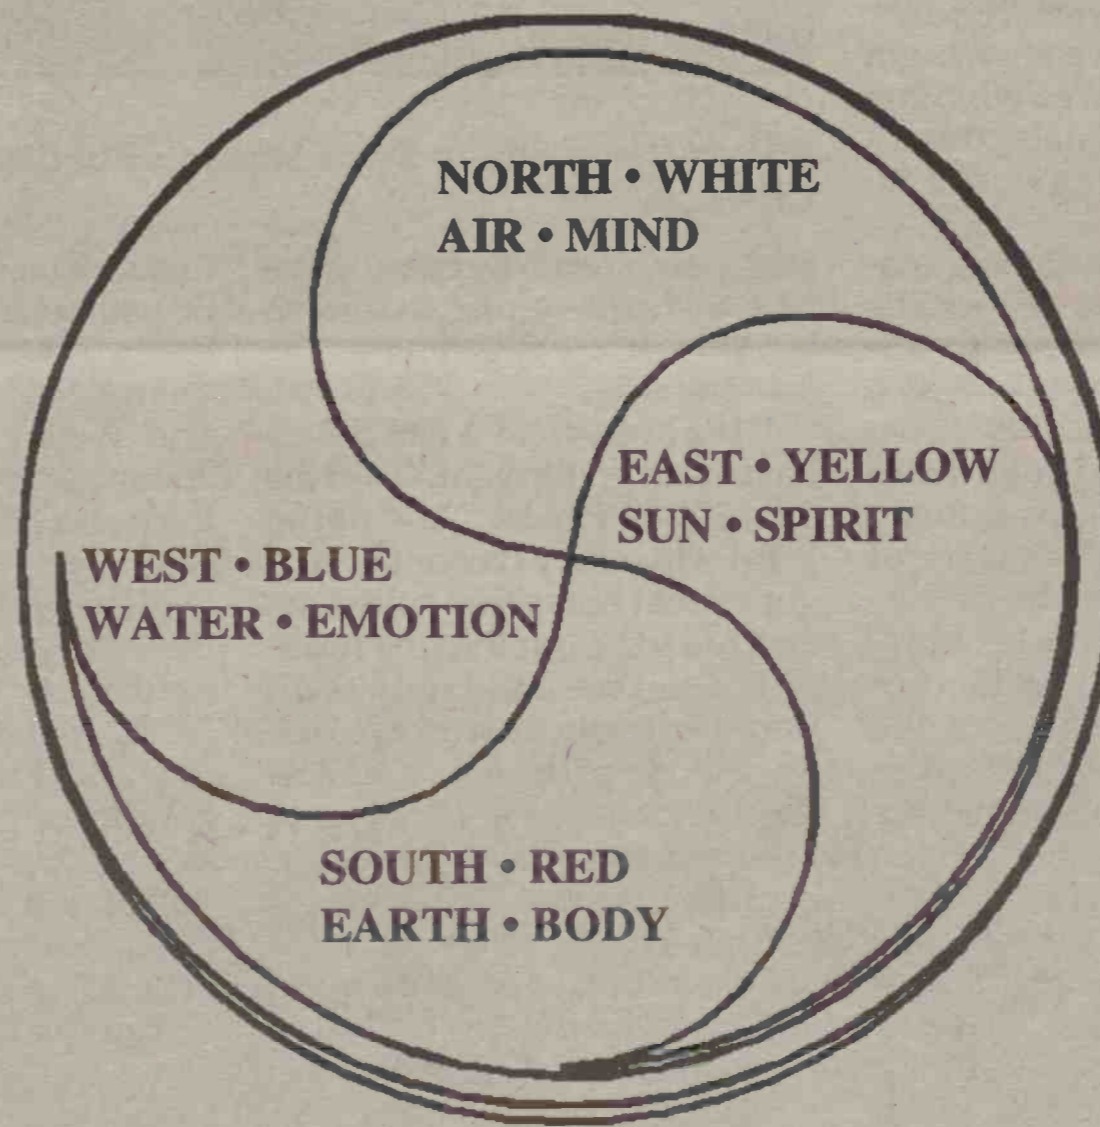 NORTH • WHITE
AIR • MIND
EAST • YELLOW
SUN • SPIRIT
WEST • BLUE
WATER • EMOTION
SOUTH • RED
EARTH • BODY